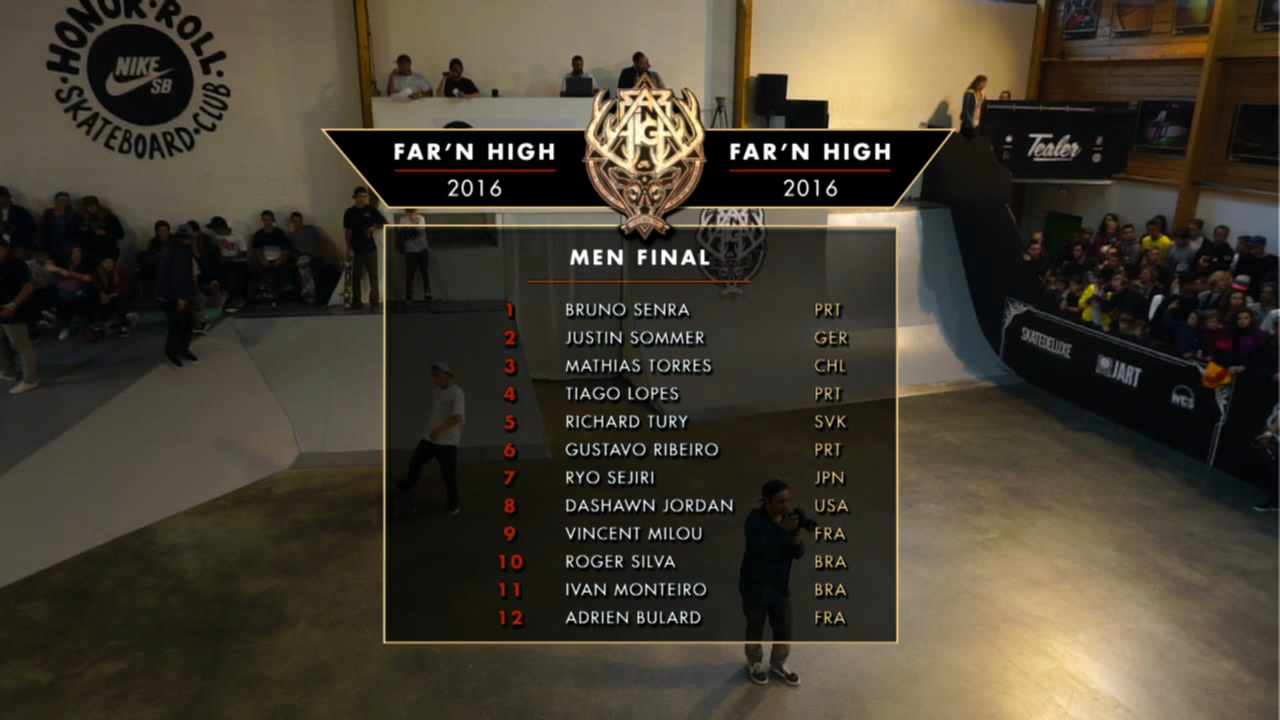 HONOR·ROLL
NIKE
SB
·SKATEBOARD·CLUB·
FAR'N HIGH
2016
FAR'N HIGH
2016
Tealer
MEN FINAL
1 BRUNO SENRA PRT
2 JUSTIN SOMMER GER
3 MATHIAS TORRES CHL
4 TIAGO LOPES PRT
5 RICHARD TURY SVK
6 GUSTAVO RIBEIRO PRT
7 RYO SEJIRI JPN
8 DASHAWN JORDAN USA
9 VINCENT MILOU FRA
10 ROGER SILVA BRA
11 IVAN MONTEIRO BRA
12 ADRIEN BULARD FRA
SKATEDELUXE
JART
WCS